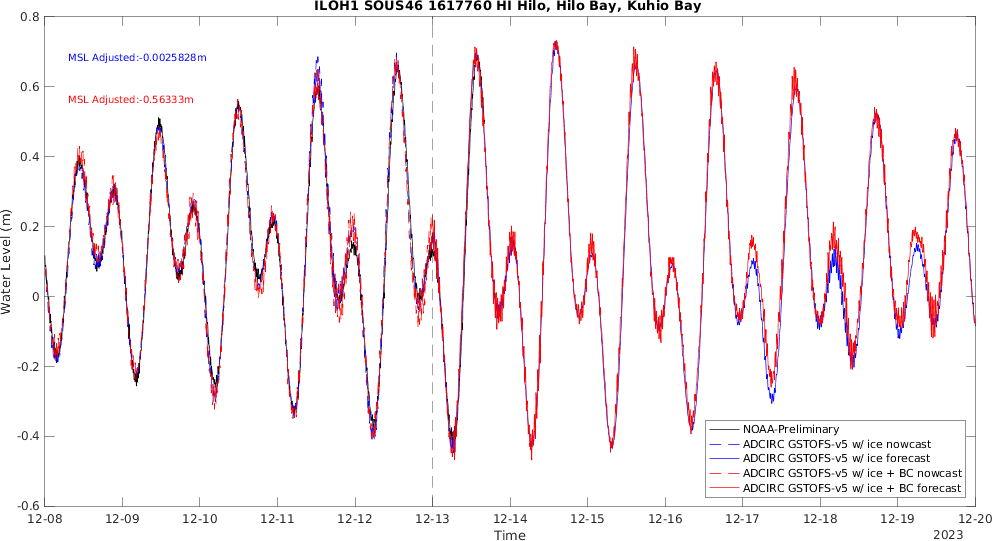 ILOH1 SOUS46 1617760 HI Hilo, Hilo Bay, Kuhio Bay
0.8
MSL Adjusted:-0.0025828m
0.6
MSL Adjusted:-0.56333m
0.4
0.2
Water Level (m)
0
-0.2
-0.4
NOAA-Preliminary
ADCIRC GSTOFS-v5 w/ ice nowcast
ADCIRC GSTOFS-v5 w/ ice forecast
ADCIRC GSTOFS-v5 w/ ice + BC nowcast
ADCIRC GSTOFS-v5 w/ ice + BC forecast
-0.6
12-08 12-09 12-10 12-11 12-12 12-13 12-14 12-15 12-16 12-17 12-18 12-19 12-20
Time
2023